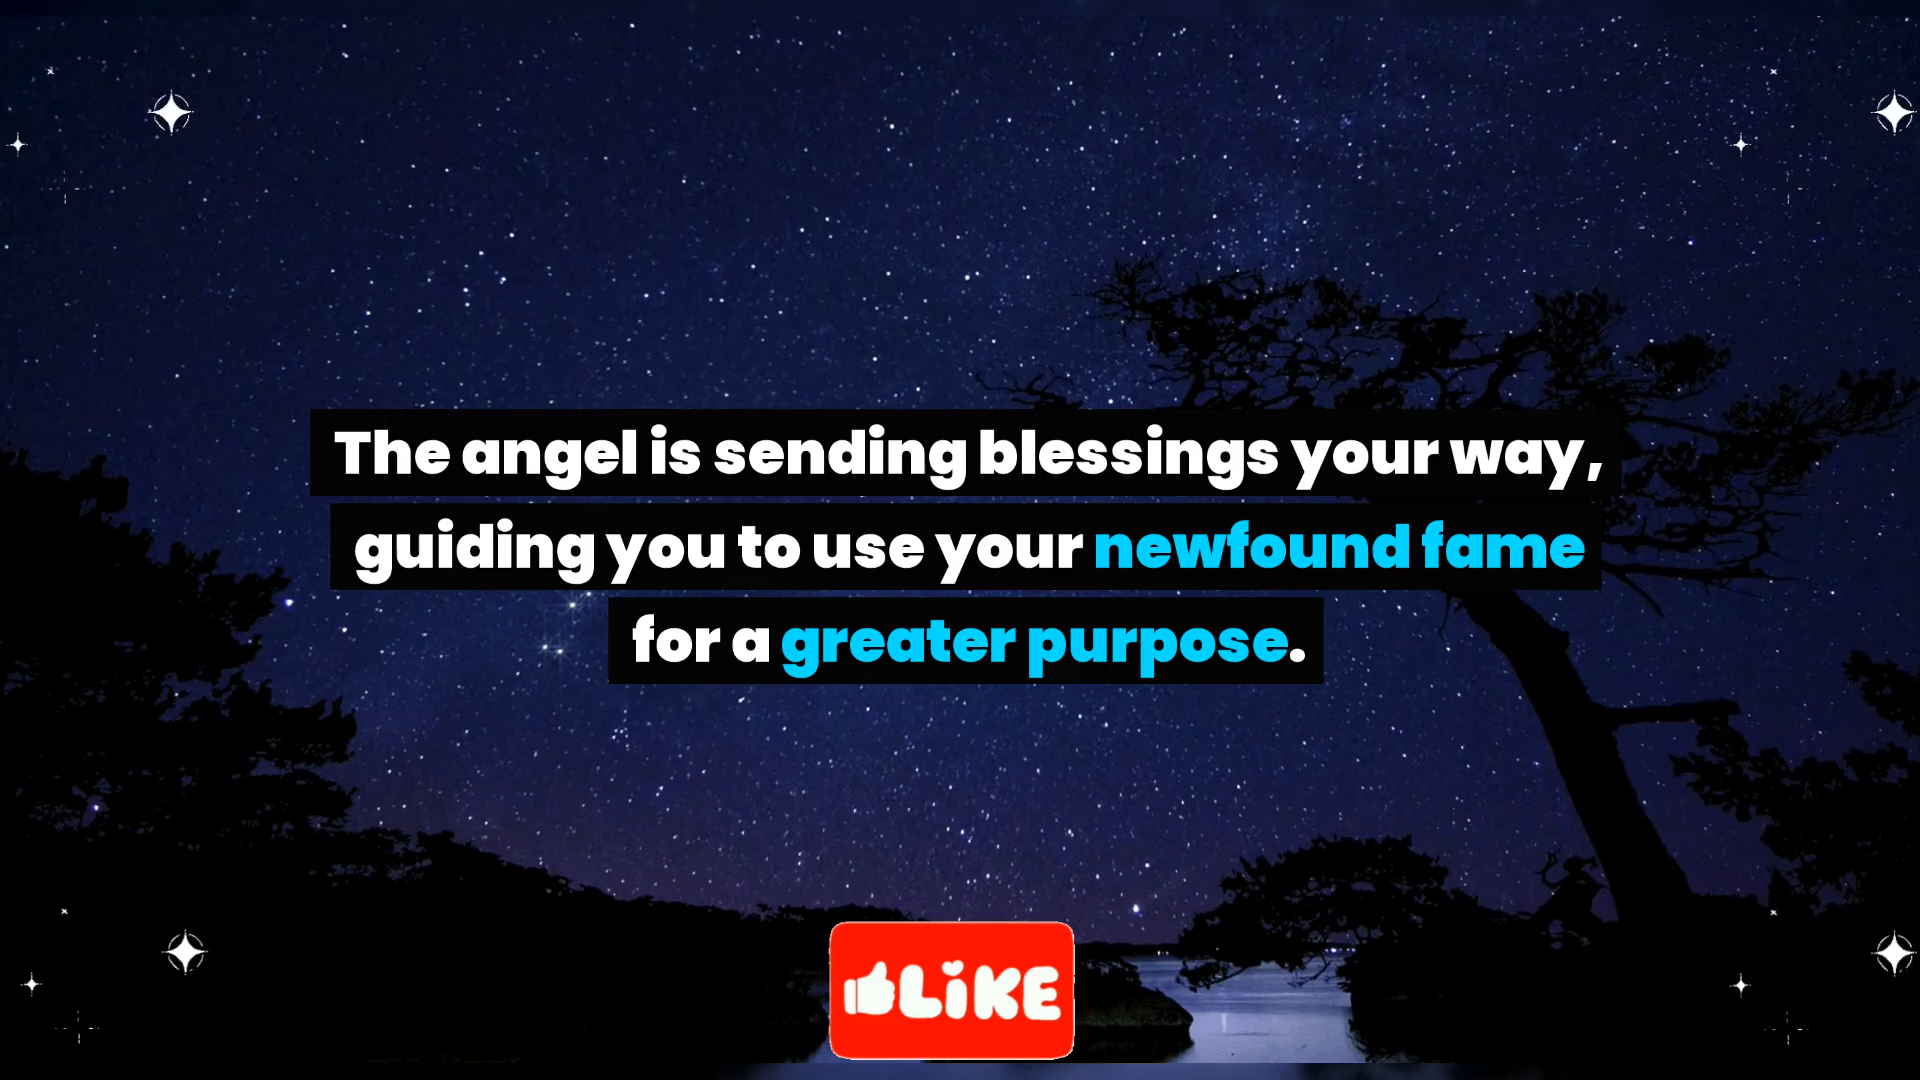 The angel is sending blessings your way,
guiding you to use your newfound fame
for a greater purpose.
LiKE